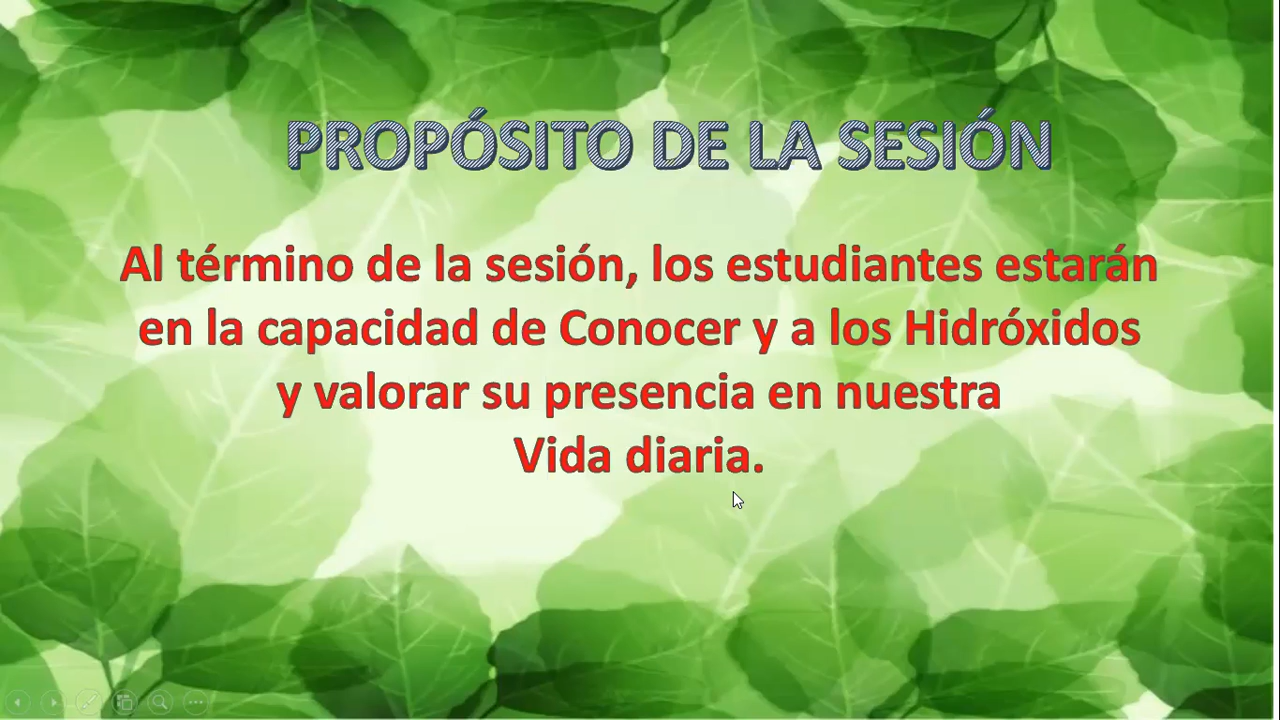 PROPÓSITO DE LA SESIÓN
Al término de la sesión, los estudiantes estarán
en la capacidad de Conocer y a los Hidróxidos
y valorar su presencia en nuestra
Vida diaria.